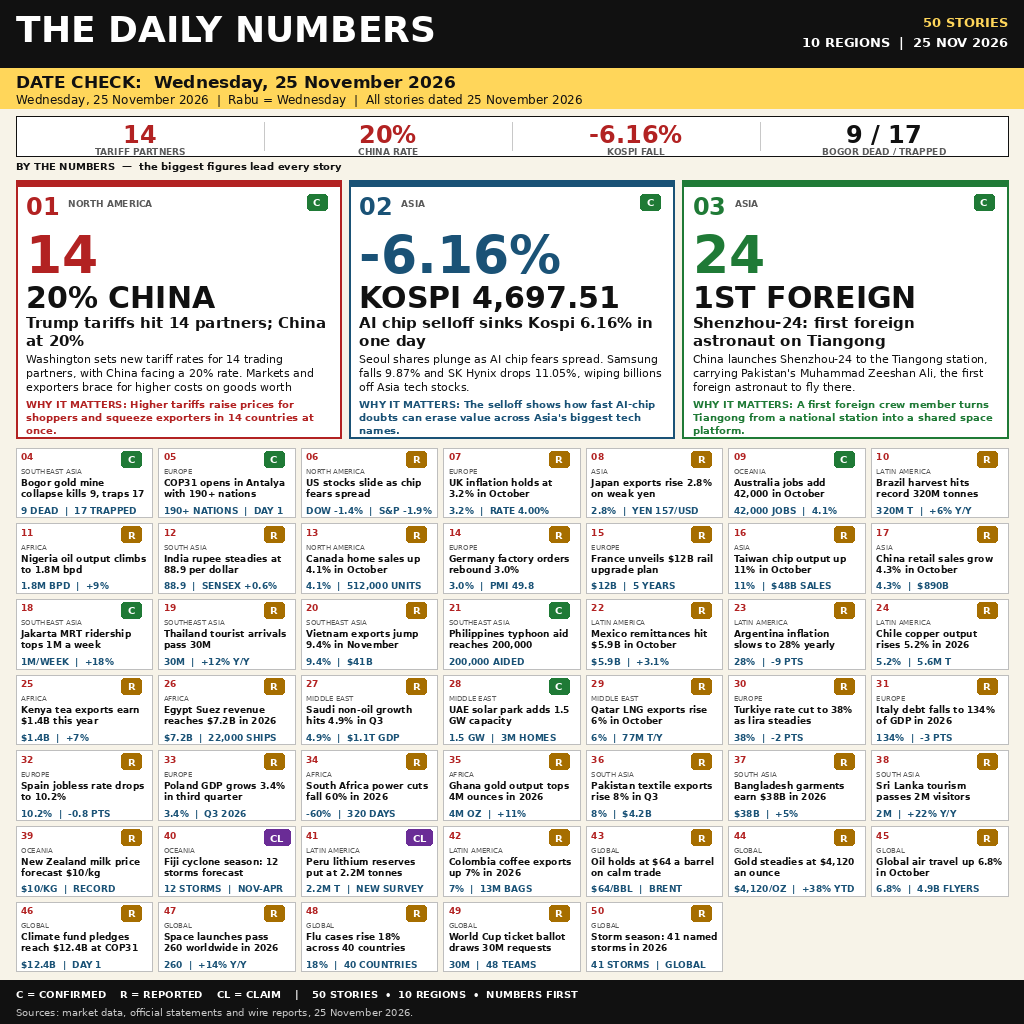 THE DAILY NUMBERS
50 STORIES
10 REGIONS | 25 NOV 2026
DATE CHECK: Wednesday, 25 November 2026
Wednesday, 25 November 2026 | Rabu = Wednesday | All stories dated 25 November 2026
14
TARIFF PARTNERS
20%
CHINA RATE
-6.16%
KOSPI FALL
9 / 17
BOGOR DEAD / TRAPPED
BY THE NUMBERS — the biggest figures lead every story
01 NORTH AMERICA C
14
20% CHINA
Trump tariffs hit 14 partners; China
at 20%
Washington sets new tariff rates for 14 trading
partners, with China facing a 20% rate. Markets and
exporters brace for higher costs on goods worth
WHY IT MATTERS: Higher tariffs raise prices for
shoppers and squeeze exporters in 14 countries at
once.
02 ASIA C
-6.16%
KOSPI 4,697.51
AI chip selloff sinks Kospi 6.16% in
one day
Seoul shares plunge as AI chip fears spread. Samsung
falls 9.87% and SK Hynix drops 11.05%, wiping billions
off Asia tech stocks.
WHY IT MATTERS: The selloff shows how fast AI-chip
doubts can erase value across Asia's biggest tech
names.
03 ASIA C
24
1ST FOREIGN
Shenzhou-24: first foreign
astronaut on Tiangong
China launches Shenzhou-24 to the Tiangong station,
carrying Pakistan's Muhammad Zeeshan Ali, the first
foreign astronaut to fly there.
WHY IT MATTERS: A first foreign crew member turns
Tiangong from a national station into a shared space
platform.
04 C
SOUTHEAST ASIA
Bogor gold mine
collapse kills 9, traps 17
9 DEAD | 17 TRAPPED
05 C
EUROPE
COP31 opens in Antalya
with 190+ nations
190+ NATIONS | DAY 1
06 R
NORTH AMERICA
US stocks slide as chip
fears spread
DOW -1.4% | S&P -1.9%
07 R
EUROPE
UK inflation holds at
3.2% in October
3.2% | RATE 4.00%
08 R
ASIA
Japan exports rise 2.8%
on weak yen
2.8% | YEN 157/USD
09 C
OCEANIA
Australia jobs add
42,000 in October
42,000 JOBS | 4.1%
10 R
LATIN AMERICA
Brazil harvest hits
record 320M tonnes
320M T | +6% Y/Y
11 R
AFRICA
Nigeria oil output climbs
to 1.8M bpd
1.8M BPD | +9%
12 R
SOUTH ASIA
India rupee steadies at
88.9 per dollar
88.9 | SENSEX +0.6%
13 R
NORTH AMERICA
Canada home sales up
4.1% in October
4.1% | 512,000 UNITS
14 R
EUROPE
Germany factory orders
rebound 3.0%
3.0% | PMI 49.8
15 R
EUROPE
France unveils $12B rail
upgrade plan
$12B | 5 YEARS
16 R
ASIA
Taiwan chip output up
11% in October
11% | $48B SALES
17 R
ASIA
China retail sales grow
4.3% in October
4.3% | $890B
18 C
SOUTHEAST ASIA
Jakarta MRT ridership
tops 1M a week
1M/WEEK | +18%
19 R
SOUTHEAST ASIA
Thailand tourist arrivals
pass 30M
30M | +12% Y/Y
20 R
SOUTHEAST ASIA
Vietnam exports jump
9.4% in November
9.4% | $41B
21 C
SOUTHEAST ASIA
Philippines typhoon aid
reaches 200,000
200,000 AIDED
22 R
LATIN AMERICA
Mexico remittances hit
$5.9B in October
$5.9B | +3.1%
23 R
LATIN AMERICA
Argentina inflation
slows to 28% yearly
28% | -9 PTS
24 R
LATIN AMERICA
Chile copper output
rises 5.2% in 2026
5.2% | 5.6M T
25 R
AFRICA
Kenya tea exports earn
$1.4B this year
$1.4B | +7%
26 R
AFRICA
Egypt Suez revenue
reaches $7.2B in 2026
$7.2B | 22,000 SHIPS
27 R
MIDDLE EAST
Saudi non-oil growth
hits 4.9% in Q3
4.9% | $1.1T GDP
28 C
MIDDLE EAST
UAE solar park adds 1.5
GW capacity
1.5 GW | 3M HOMES
29 R
MIDDLE EAST
Qatar LNG exports rise
6% in October
6% | 77M T/Y
30 R
EUROPE
Turkiye rate cut to 38%
as lira steadies
38% | -2 PTS
31 R
EUROPE
Italy debt falls to 134%
of GDP in 2026
134% | -3 PTS
32 R
EUROPE
Spain jobless rate drops
to 10.2%
10.2% | -0.8 PTS
33 R
EUROPE
Poland GDP grows 3.4%
in third quarter
3.4% | Q3 2026
34 R
AFRICA
South Africa power cuts
fall 60% in 2026
-60% | 320 DAYS
35 R
AFRICA
Ghana gold output tops
4M ounces in 2026
4M OZ | +11%
36 R
SOUTH ASIA
Pakistan textile exports
rise 8% in Q3
8% | $4.2B
37 R
SOUTH ASIA
Bangladesh garments
earn $38B in 2026
$38B | +5%
38 R
SOUTH ASIA
Sri Lanka tourism
passes 2M visitors
2M | +22% Y/Y
39 R
OCEANIA
New Zealand milk price
forecast $10/kg
$10/KG | RECORD
40 CL
OCEANIA
Fiji cyclone season: 12
storms forecast
12 STORMS | NOV-APR
41 CL
LATIN AMERICA
Peru lithium reserves
put at 2.2M tonnes
2.2M T | NEW SURVEY
42 R
LATIN AMERICA
Colombia coffee exports
up 7% in 2026
7% | 13M BAGS
43 R
GLOBAL
Oil holds at $64 a barrel
on calm trade
$64/BBL | BRENT
44 R
GLOBAL
Gold steadies at $4,120
an ounce
$4,120/OZ | +38% YTD
45 R
GLOBAL
Global air travel up 6.8%
in October
6.8% | 4.9B FLYERS
46 R
GLOBAL
Climate fund pledges
reach $12.4B at COP31
$12.4B | DAY 1
47 R
GLOBAL
Space launches pass
260 worldwide in 2026
260 | +14% Y/Y
48 R
GLOBAL
Flu cases rise 18%
across 40 countries
18% | 40 COUNTRIES
49 R
GLOBAL
World Cup ticket ballot
draws 30M requests
30M | 48 TEAMS
50 R
GLOBAL
Storm season: 41 named
storms in 2026
41 STORMS | GLOBAL
C = CONFIRMED R = REPORTED CL = CLAIM | 50 STORIES • 10 REGIONS • NUMBERS FIRST
Sources: market data, official statements and wire reports, 25 November 2026.